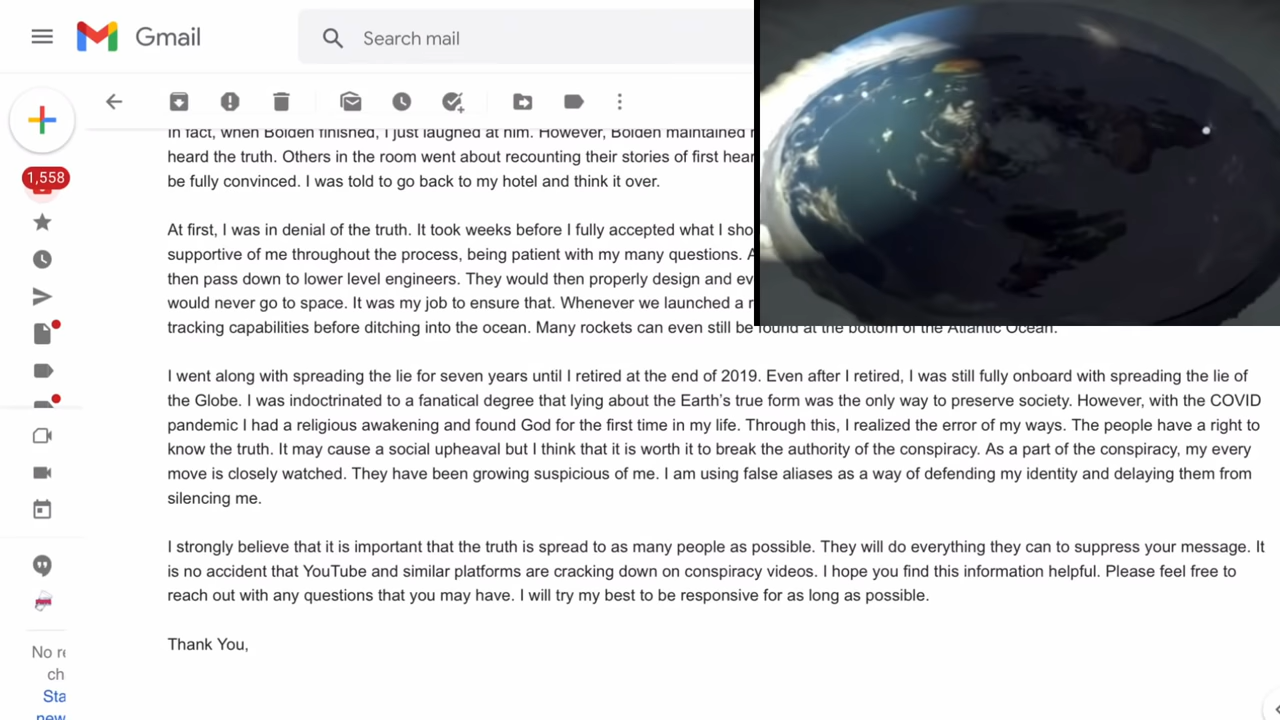 Gmail
Search mail
1,558
In fact, when Bolden finished, I just laughed at him. However, Bolden maintained
heard the truth. Others in the room went about recounting their stories of first
be fully convinced. I was told to go back to my hotel and think it over.
At first, I was in denial of the truth. It took weeks before I fully accepted what I
supportive of me throughout the process, being patient with my many questions.
then pass down to lower level engineers. They would then properly design and
would never go to space. It was my job to ensure that. Whenever we launched a
tracking capabilities before ditching into the ocean. Many rockets can even still be found at the bottom of the Atlantic Ocean.
I went along with spreading the lie for seven years until I retired at the end of 2019. Even after I retired, I was still fully onboard with spreading the lie of
the Globe. I was indoctrinated to a fanatical degree that lying about the Earth's true form was the only way to preserve society. However, with the COVID
pandemic I had a religious awakening and found God for the first time in my life. Through this, I realized the error of my ways. The people have a right to
know the truth. It may cause a social upheaval but I think that it is worth it to break the authority of the conspiracy. As a part of the conspiracy, my every
move is closely watched. They have been growing suspicious of me. I am using false aliases as a way of defending my identity and delaying them from
silencing me.
I strongly believe that it is important that the truth is spread to as many people as possible. They will do everything they can to suppress your message. It
is no accident that YouTube and similar platforms are cracking down on conspiracy videos. I hope you find this information helpful. Please feel free to
reach out with any questions that you may have. I will try my best to be responsive for as long as possible.
Thank You,
No
ch
Sta
new